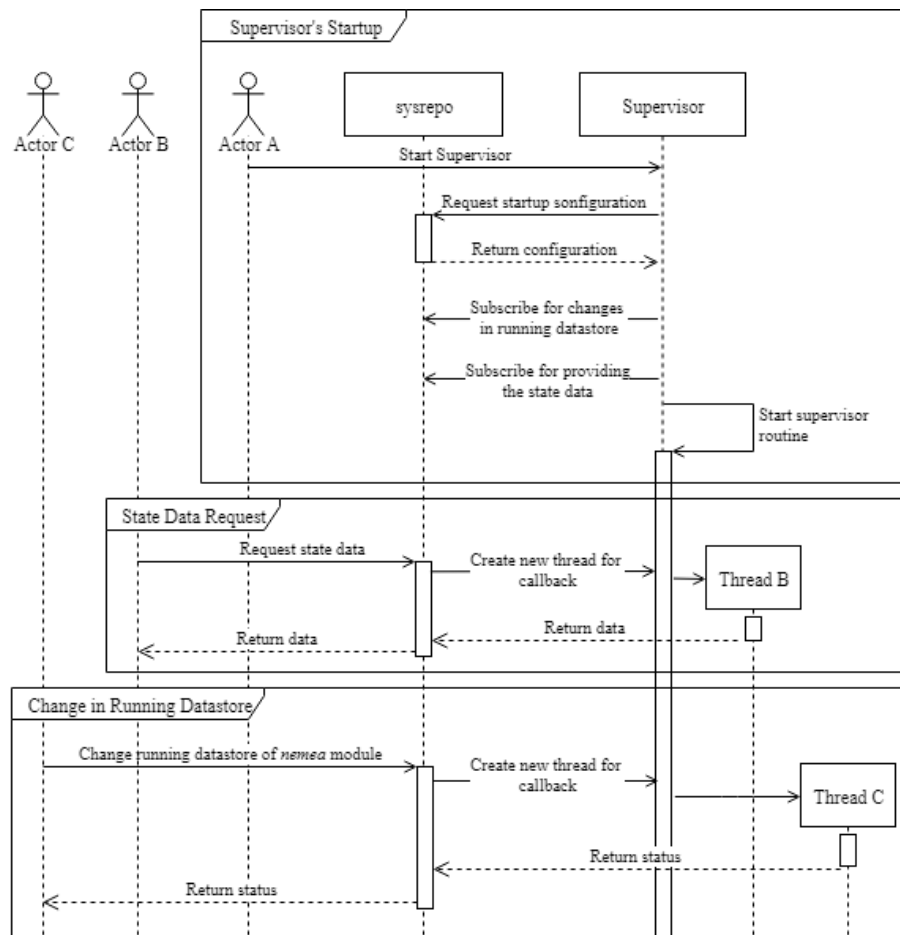 Supervisor's Startup
sysrepo
Supervisor
Actor C
Actor B
Actor A
Start Supervisor
Request startup sonfiguration
Return configuration
Subscribe for changes
in running datastore
Subscribe for providing
the state data
Start supervisor
routine
State Data Request
Request state data
Create new thread for
callback
Thread B
Return data
Return data
Change in Running Datastore
Change running datastore of nemea module
Create new thread for
callback
Thread C
Return status
Return status